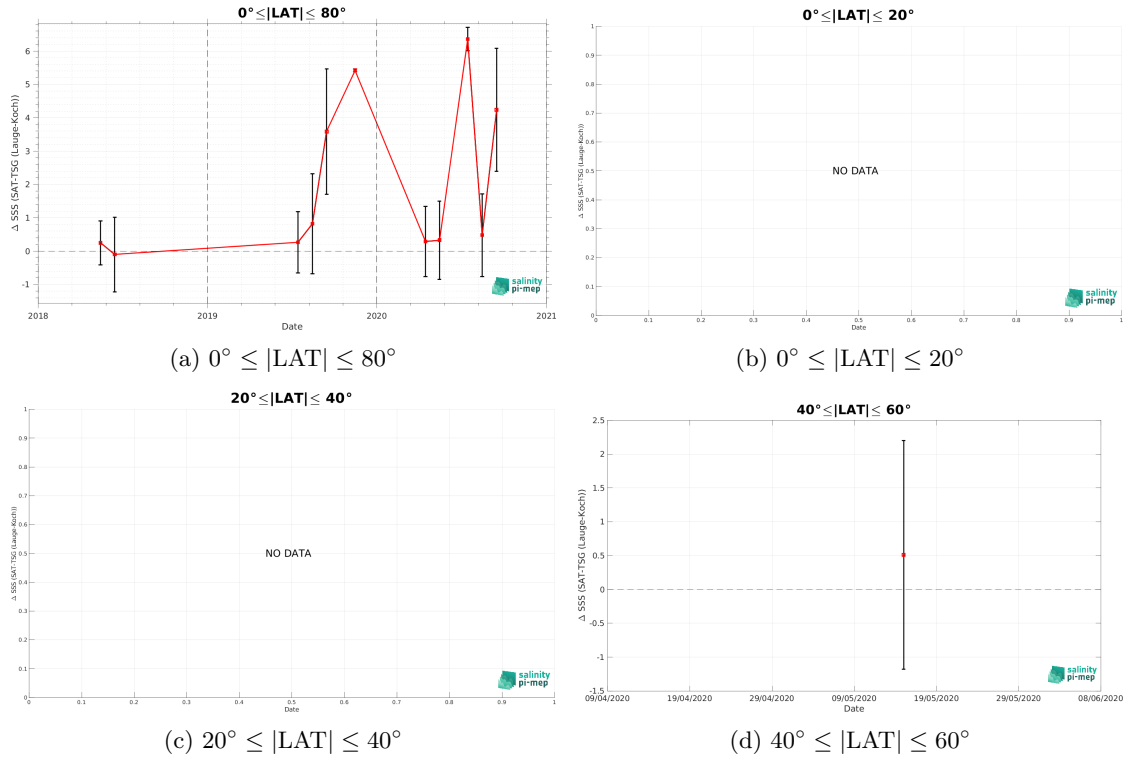 0°≤|LAT|≤ 80°
Δ SSS (SAT-TSG (Lauge-Koch))
6
5
4
3
2
1
0
-1
2018 2019 2020 2021
Date
salinity
pi-mep
(a) 0° ≤ |LAT| ≤ 80°
0°≤|LAT|≤ 20°
Δ SSS (SAT-TSG (Lauge-Koch))
1
0.9
0.8
0.7
0.6
0.5
0.4
0.3
0.2
0.1
0
NO DATA
0 0.1 0.2 0.3 0.4 0.5 0.6 0.7 0.8 0.9 1
Date
salinity
pi-mep
(b) 0° ≤ |LAT| ≤ 20°
20°≤|LAT|≤ 40°
Δ SSS (SAT-TSG (Lauge-Koch))
1
0.9
0.8
0.7
0.6
0.5
0.4
0.3
0.2
0.1
0
NO DATA
0 0.1 0.2 0.3 0.4 0.5 0.6 0.7 0.8 0.9 1
Date
salinity
pi-mep
(c) 20° ≤ |LAT| ≤ 40°
40°≤|LAT|≤ 60°
Δ SSS (SAT-TSG (Lauge-Koch))
2.5
2
1.5
1
0.5
0
-0.5
-1
-1.5
09/04/2020 19/04/2020 29/04/2020 09/05/2020 19/05/2020 29/05/2020 08/06/2020
Date
salinity
pi-mep
(d) 40° ≤ |LAT| ≤ 60°